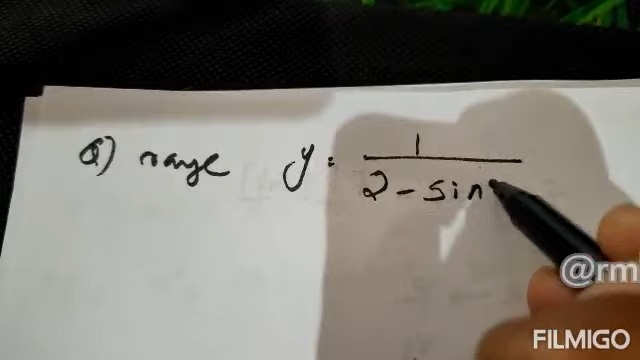 Q) range y = 1 / 2 - sin
@rm
FILMIGO